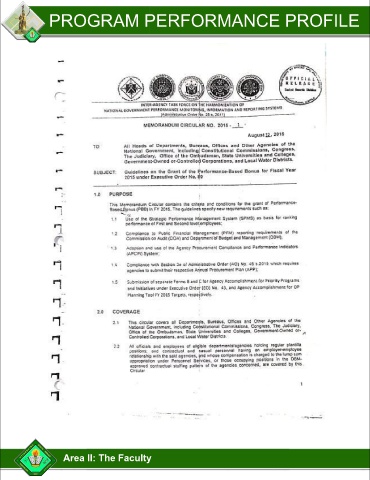 PROGRAM PERFORMANCE PROFILE
OFFICIAL
RELEASE
INTER-AGENCY TASK FORCE ON THE HARMONIZATION OF
NATIONAL GOVERNMENT PERFORMANCE MONITORING, INFORMATION AND REPORTING SYSTEMS
(Administrative Order No. 25 s. 2011)
MEMORANDUM CIRCULAR NO. 2015 - 1
August 12, 2015
TO: All Heads of Departments, Bureaus, Offices and Other Agencies of the
National Government, including Constitutional Commissions, Congress,
The Judiciary, Office of the Ombudsman, State Universities and Colleges,
Government-Owned or-Controlled Corporations, and Local Water Districts.
SUBJECT: Guidelines on the Grant of the Performance-Based Bonus for Fiscal Year
2015 under Executive Order No. 80
1.0 PURPOSE
This Memorandum Circular contains the criteria and conditions for the grant of Performance-
Based Bonus (PBB) in FY 2015. The guidelines specify new requirements such as:
1.1 Use of the Strategic Performance Management System (SPMS) as basis for ranking
performance of First and Second level employees;
1.2 Compliance to Public Financial Management (PFM) reporting requirements of the
Commission on Audit (COA) and Department of Budget and Management (DBM);
1.3 Adoption and use of the Agency Procurement Compliance and Performance Indicators
(APCPI) System;
1.4 Compliance with Section 3e of Administrative Order (AO) No. 46 s.2015 which requires
agencies to submit their respective Annual Procurement Plan (APP);
1.5 Submission of separate Forms B and C for Agency Accomplishments for Priority Programs
and Initiatives under Executive Order (EO) No. 43, and Agency Accomplishments for OP
Planning Tool FY 2015 Targets, respectively.
2.0 COVERAGE
2.1 This circular covers all Departments, Bureaus, Offices and Other Agencies of the
National Government, including Constitutional Commissions, Congress, The Judiciary,
Office of the Ombudsman, State Universities and Colleges, Government-Owned or-
Controlled Corporations, and Local Water Districts.
2.2 All officials and employees of eligible departments/agencies holding regular plantilla
positions; and contractual and casual personnel having an employer-employee
relationship with the said agencies, and whose compensation is charged to the lump sum
appropriation under Personnel Services, or those occupying positions in the DBM-
approved contractual staffing pattern of the agencies concerned, are covered by this
Circular.
1
Area II: The Faculty